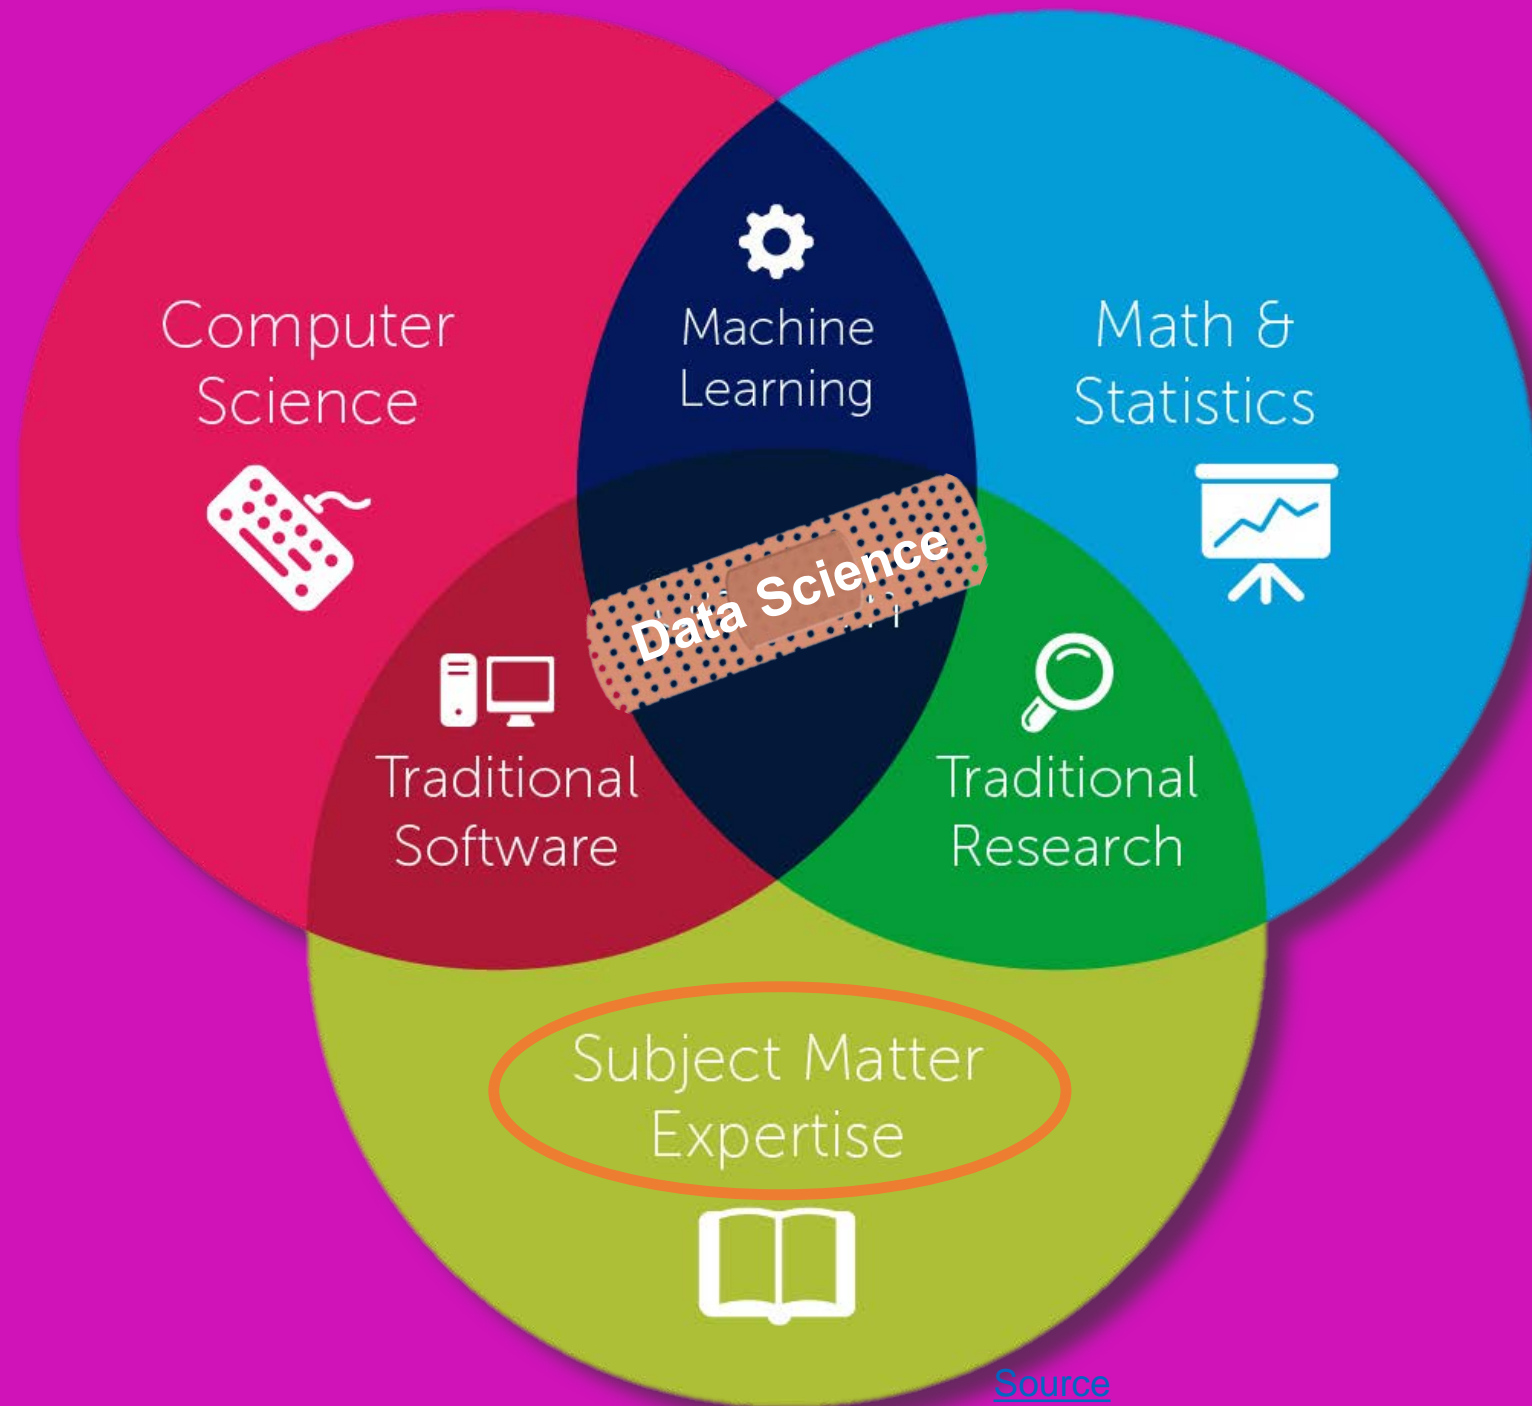 Computer
Science
Machine
Learning
Math &
Statistics
Data Science
Traditional
Software
Traditional
Research
Subject Matter
Expertise
Source